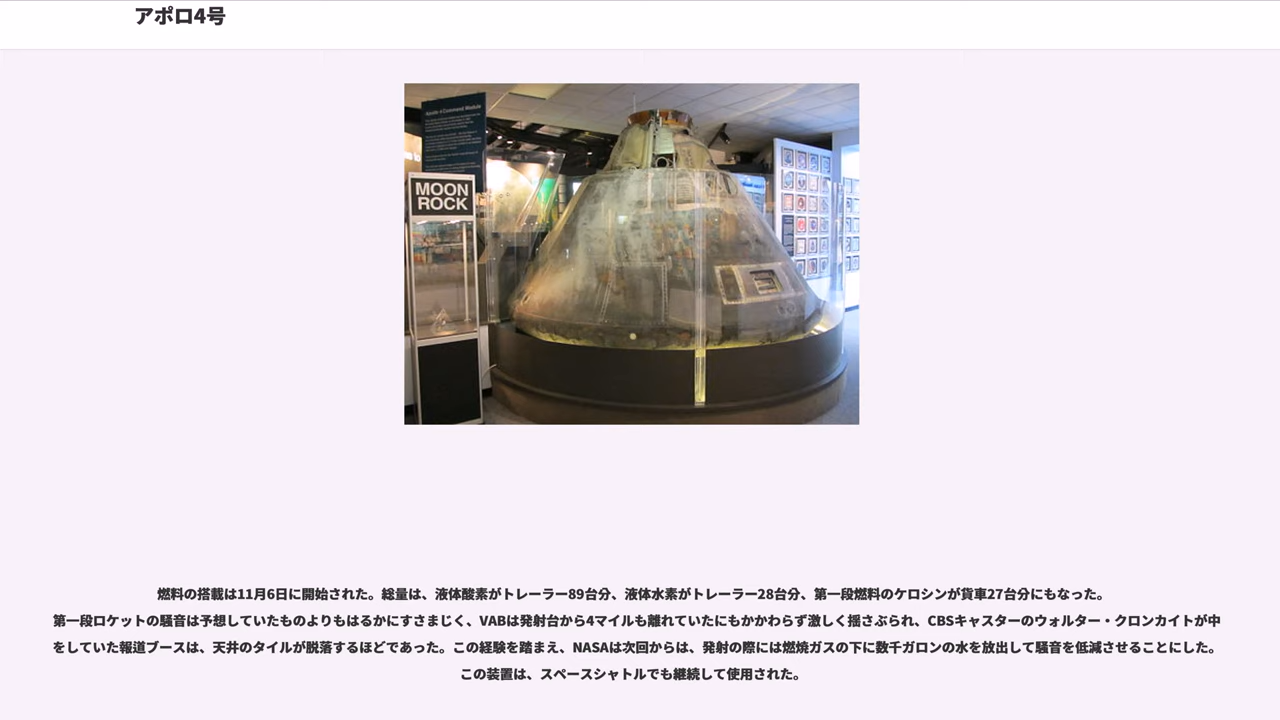 アポロ4号
Apollo 4 Command Module
MOON
ROCK
燃料の搭載は11月6日に開始された。総量は、液体酸素がトレーラー89台分、液体水素がトレーラー28台分、第一段燃料のケロシンが貨車27台分にもなった。
第一段ロケットの騒音は予想していたものよりもはるかにすさまじく、VABは発射台から4マイルも離れていたにもかかわらず激しく揺さぶられ、CBSキャスターのウォルター・クロンカイトが中
をしていた報道ブースは、天井のタイルが脱落するほどであった。この経験を踏まえ、NASAは次回からは、発射の際には燃焼ガスの下に数千ガロンの水を放出して騒音を低減させることにした。
この装置は、スペースシャトルでも継続して使用された。